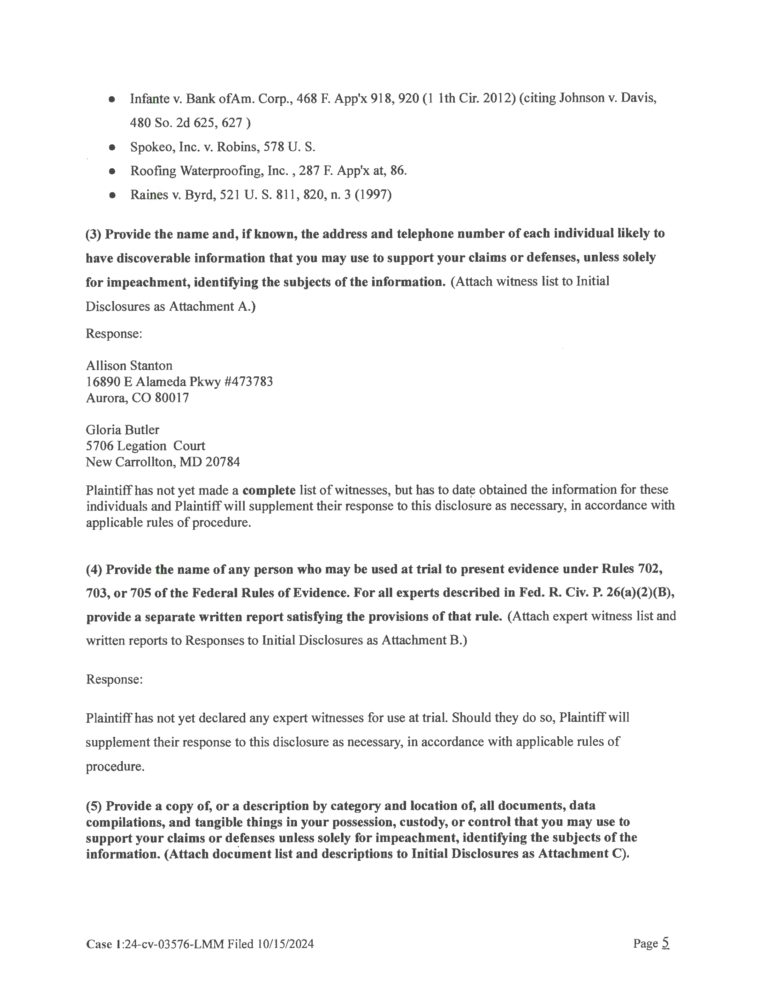 • Infante v. Bank ofAm. Corp., 468 F. App'x 918, 920 (1 1th Cir. 2012) (citing Johnson v. Davis,
480 So. 2d 625, 627 )
• Spokeo, Inc. v. Robins, 578 U. S.
• Roofing Waterproofing, Inc. , 287 F. App'x at, 86.
• Raines v. Byrd, 521 U. S. 811, 820, n. 3 (1997)
(3) Provide the name and, if known, the address and telephone number of each individual likely to
have discoverable information that you may use to support your claims or defenses, unless solely
for impeachment, identifying the subjects of the information. (Attach witness list to Initial
Disclosures as Attachment A.)
Response:
Allison Stanton
16890 E Alameda Pkwy #473783
Aurora, CO 80017
Gloria Butler
5706 Legation Court
New Carrollton, MD 20784
Plaintiff has not yet made a complete list of witnesses, but has to date obtained the information for these
individuals and Plaintiff will supplement their response to this disclosure as necessary, in accordance with
applicable rules of procedure.
(4) Provide the name of any person who may be used at trial to present evidence under Rules 702,
703, or 705 of the Federal Rules of Evidence. For all experts described in Fed. R. Civ. P. 26(a)(2)(B),
provide a separate written report satisfying the provisions of that rule. (Attach expert witness list and
written reports to Responses to Initial Disclosures as Attachment B.)
Response:
Plaintiff has not yet declared any expert witnesses for use at trial. Should they do so, Plaintiff will
supplement their response to this disclosure as necessary, in accordance with applicable rules of
procedure.
(5) Provide a copy of, or a description by category and location of, all documents, data
compilations, and tangible things in your possession, custody, or control that you may use to
support your claims or defenses unless solely for impeachment, identifying the subjects of the
information. (Attach document list and descriptions to Initial Disclosures as Attachment C).
Case 1:24-cv-03576-LMM Filed 10/15/2024 Page 5